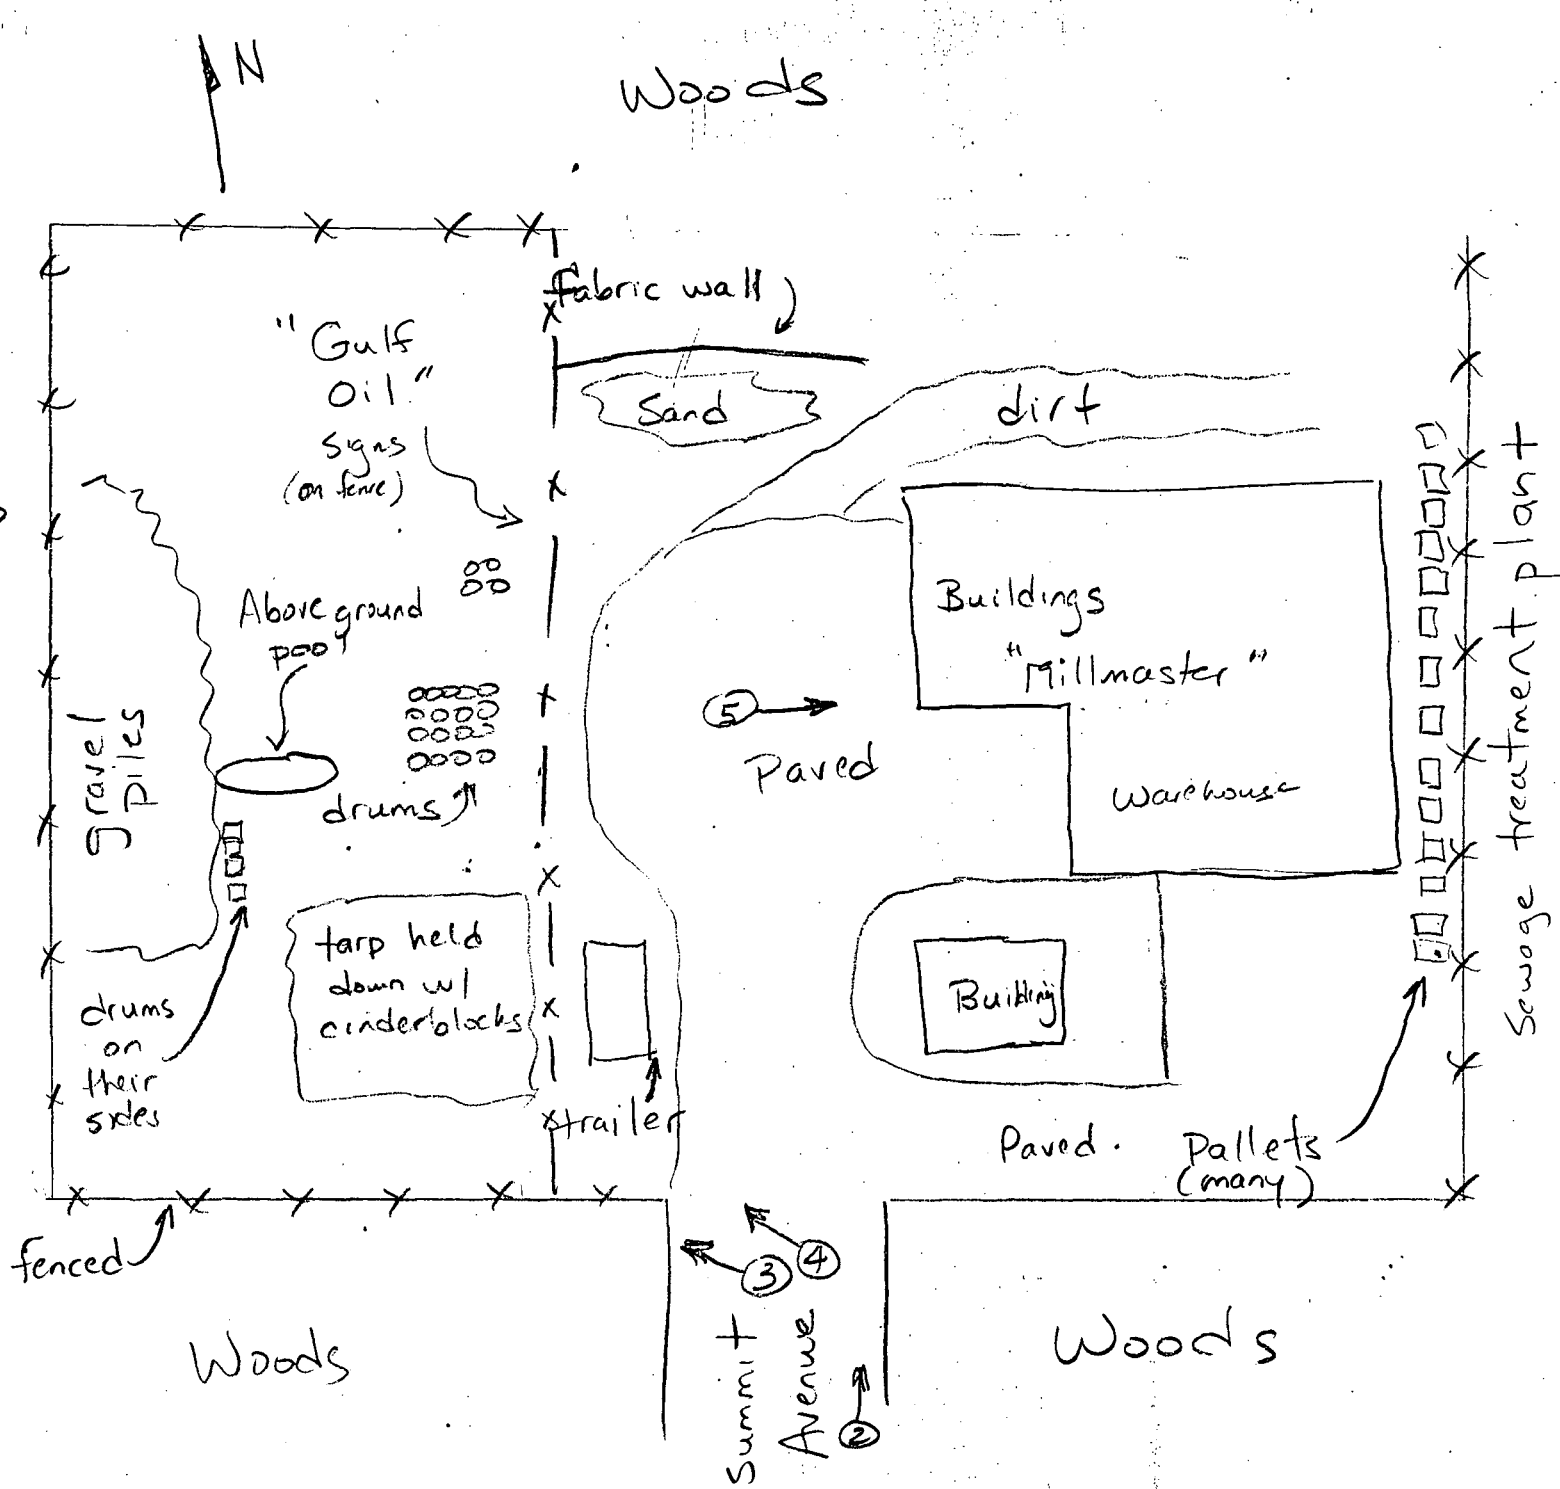 N
Woods
fabric wall
"Gulf
Oil"
signs
(on fence)
Sand
dirt
Above ground
pool
Buildings
"Millmaster"
5
Paved
Warehouse
gravel
piles
drums
Sewage treatment plant
tarp held
down w/
cinderblocks
Building
drums
on
their
sides
trailer
Paved.
Pallets
(many)
fenced
3
4
Woods
Summit
Avenue
2
Woods